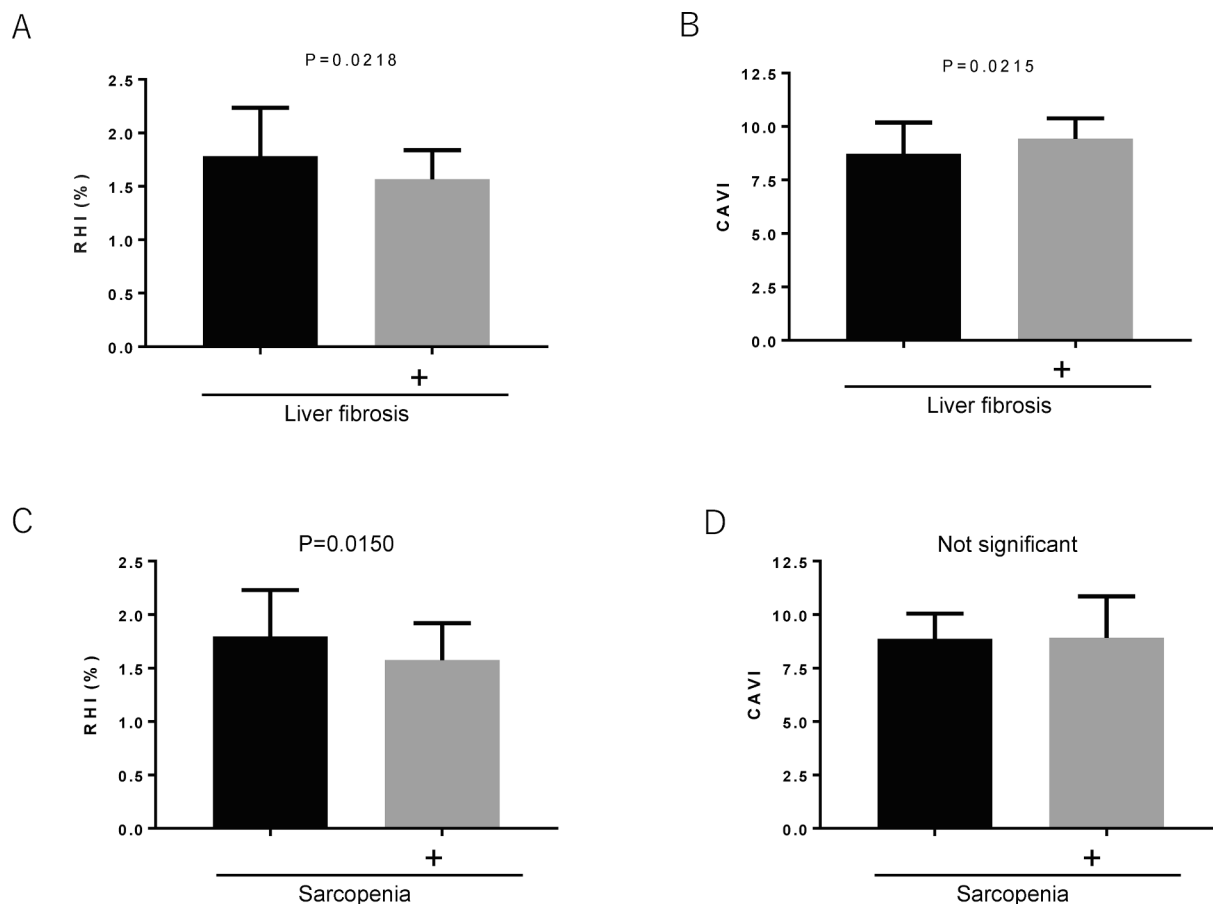 A
P=0.0218
2.5
2.0
1.5
1.0
0.5
0.0
RHI (%)
+
Liver fibrosis
B
P=0.0215
12.5
10.0
7.5
5.0
2.5
0.0
CAVI
+
Liver fibrosis
C
P=0.0150
2.5
2.0
1.5
1.0
0.5
0.0
RHI (%)
+
Sarcopenia
D
Not significant
12.5
10.0
7.5
5.0
2.5
0.0
CAVI
+
Sarcopenia